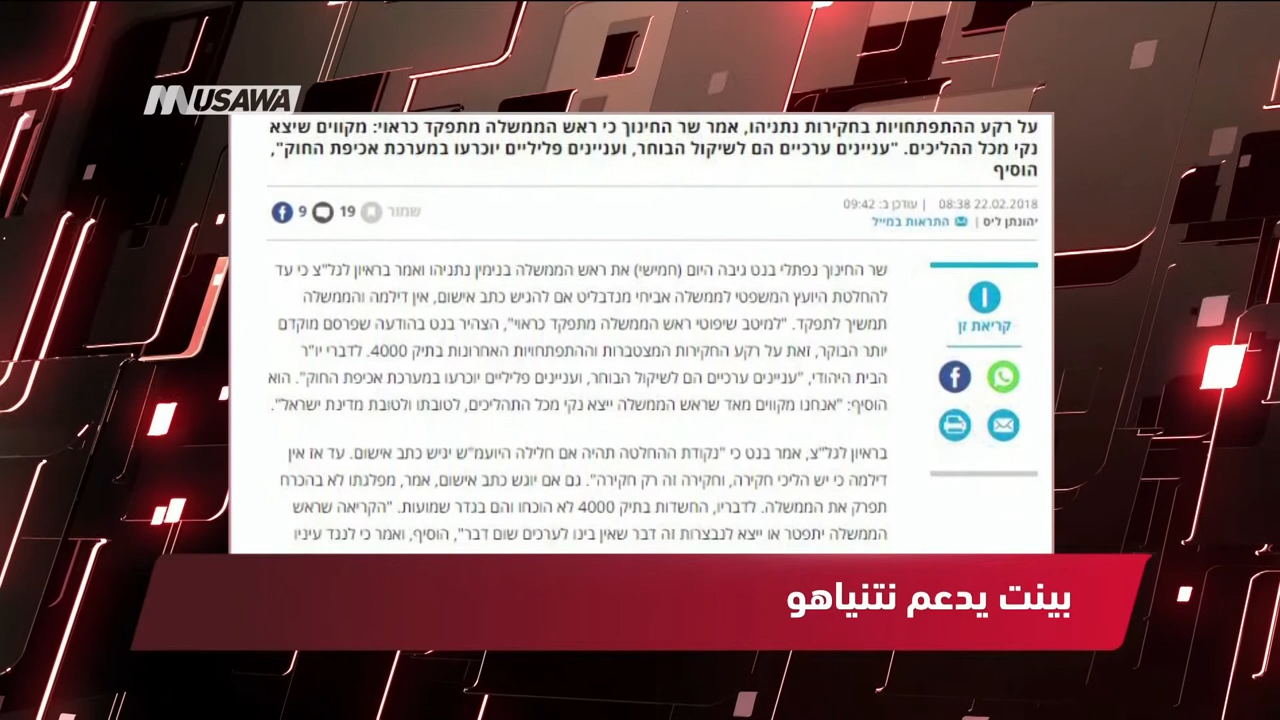 MUSAWA
על רקע ההתפתחויות בחקירות נתניהו, אמר שר החינוך כי ראש הממשלה מתפקד כראוי: מקווים שיצא
נקי מכל ההליכים. "עניינים ערכיים הם לשיקול הבוחר, ועניינים פליליים יוכרעו במערכת אכיפת החוק",
הוסיף
22.02.2018 08:38 | עודכן ב: 09:42
יהונתן ליס | התראות במייל
שמור 19 9
קריאת זן
שר החינוך נפתלי בנט גיבה היום (חמישי) את ראש הממשלה בנימין נתניהו ואמר בראיון לגל"צ כי עד
להחלטת היועץ המשפטי לממשלה אביחי מנדבליט אם להגיש כתב אישום, אין דילמה והממשלה
תמשיך לתפקד. "למיטב שיפוטי ראש הממשלה מתפקד כראוי", הצהיר בנט בהודעה שפרסם מוקדם
יותר הבוקר, זאת על רקע החקירות המצטברות וההתפתחויות האחרונות בתיק 4000. לדברי יו"ר
הבית היהודי, "עניינים ערכיים הם לשיקול הבוחר, ועניינים פליליים יוכרעו במערכת אכיפת החוק". הוא
הוסיף: "אנחנו מקווים מאד שראש הממשלה ייצא נקי מכל התהליכים, לטובתו ולטובת מדינת ישראל".
בראיון לגל"צ, אמר בנט כי "נקודת ההחלטה תהיה אם חלילה היועמ"ש יגיש כתב אישום. עד אז אין
דילמה כי יש הליכי חקירה, וחקירה זה רק חקירה". גם אם יוגש כתב אישום, אמר, מפלגתו לא בהכרח
תפרק את הממשלה. לדבריו, החשדות בתיק 4000 לא הוכחו והם בגדר שמועות. "הקריאה שראש
הממשלה יתפטר או ייצא לנבצרות זה דבר שאין בינו לערכים שום דבר", הוסיף, ואמר כי לנגד עיניו
بينت يدعم نتنياهو